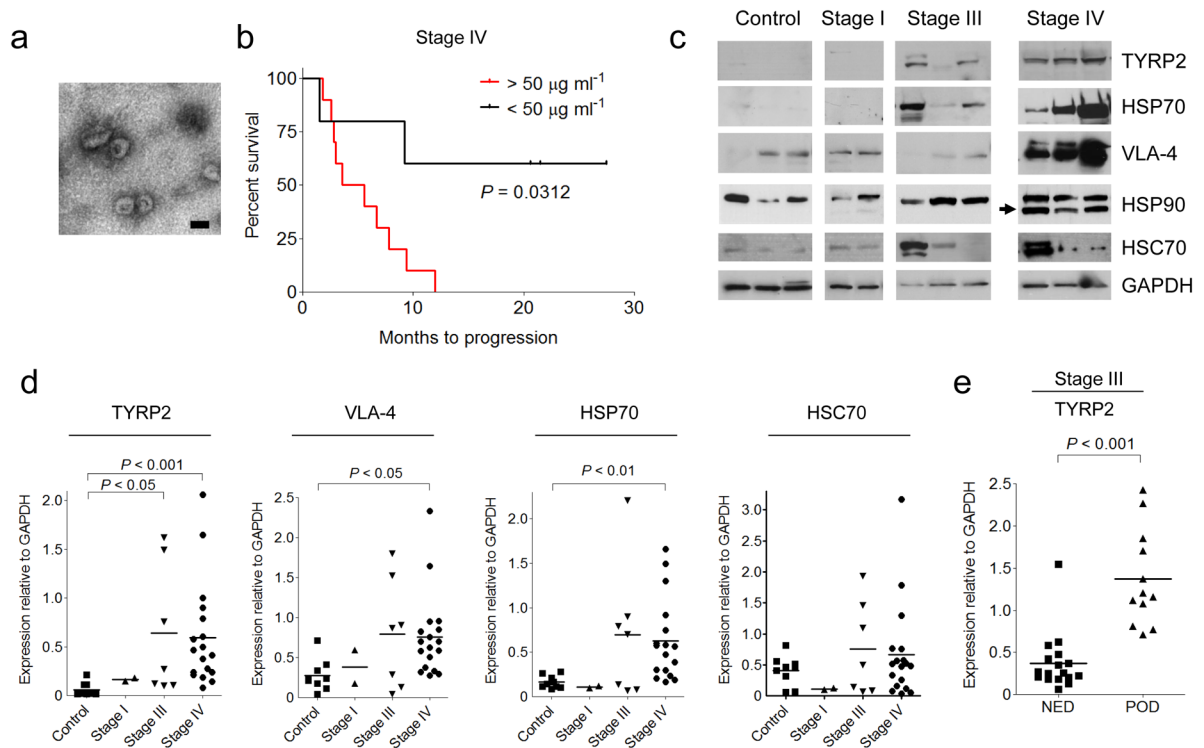 a
b
Stage IV
> 50 µg ml-1
< 50 µg ml-1
P = 0.0312
Percent survival
100
75
50
25
0
0 10 20 30
Months to progression
c
Control Stage I Stage III Stage IV
TYRP2
HSP70
VLA-4
HSP90
HSC70
GAPDH
d
TYRP2
P < 0.001
P < 0.05
Expression relative to GAPDH
2.0
1.5
1.0
0.5
0
Control Stage I Stage III Stage IV
VLA-4
P < 0.05
Expression relative to GAPDH
2.5
2.0
1.5
1.0
0.5
0
Control Stage I Stage III Stage IV
HSP70
P < 0.01
Expression relative to GAPDH
2.0
1.5
1.0
0.5
0
Control Stage I Stage III Stage IV
HSC70
Expression relative to GAPDH
3.0
2.5
2.0
1.5
1.0
0.5
0
Control Stage I Stage III Stage IV
e
Stage III
TYRP2
P < 0.001
Expression relative to GAPDH
2.5
2.0
1.5
1.0
0.5
0
NED POD